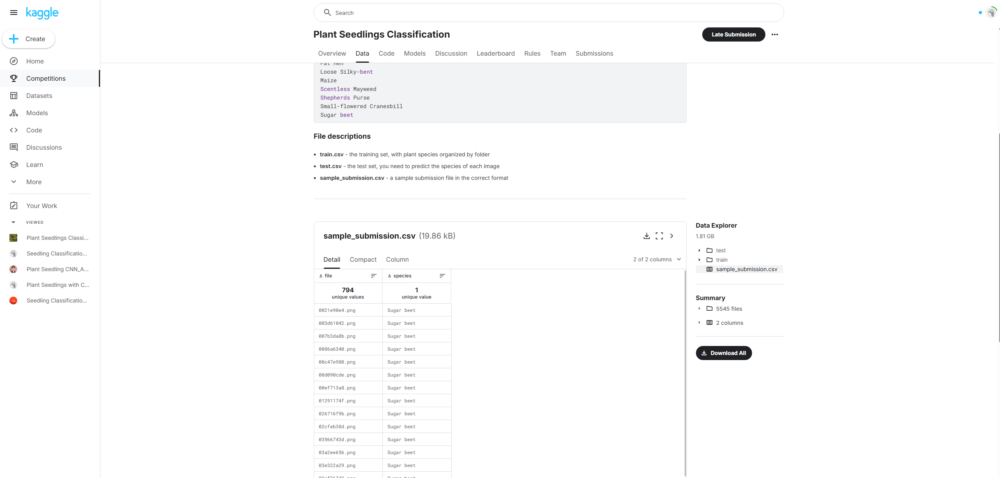 kaggle
Search
Create
Home
Competitions
Datasets
Models
Code
Discussions
Learn
More
Your Work
VIEWED
Plant Seedlings Classi...
Seedling Classificatio...
Plant Seedling CNN_A...
Plant Seedlings with C...
Seedling Classificatio...
Plant Seedlings Classification
Late Submission
Overview Data Code Models Discussion Leaderboard Rules Team Submissions
Fat Hen
Loose Silky-bent
Maize
Scentless Mayweed
Shepherds Purse
Small-flowered Cranesbill
Sugar beet
File descriptions
train.csv - the training set, with plant species organized by folder
test.csv - the test set, you need to predict the species of each image
sample_submission.csv - a sample submission file in the correct format
sample_submission.csv (19.86 kB)
Detail Compact Column 2 of 2 columns
file species
794 1
unique values unique value
0021e90e4.png Sugar beet
003d61042.png Sugar beet
007b3da8b.png Sugar beet
0086a6340.png Sugar beet
00c47e980.png Sugar beet
00d090cde.png Sugar beet
00ef713a8.png Sugar beet
01291174f.png Sugar beet
026716f9b.png Sugar beet
02cfeb38d.png Sugar beet
03566743d.png Sugar beet
03a2ee656.png Sugar beet
03e322a29.png Sugar beet
Sugar beet
Data Explorer
1.81 GB
test
train
sample_submission.csv
Summary
5545 files
2 columns
Download All